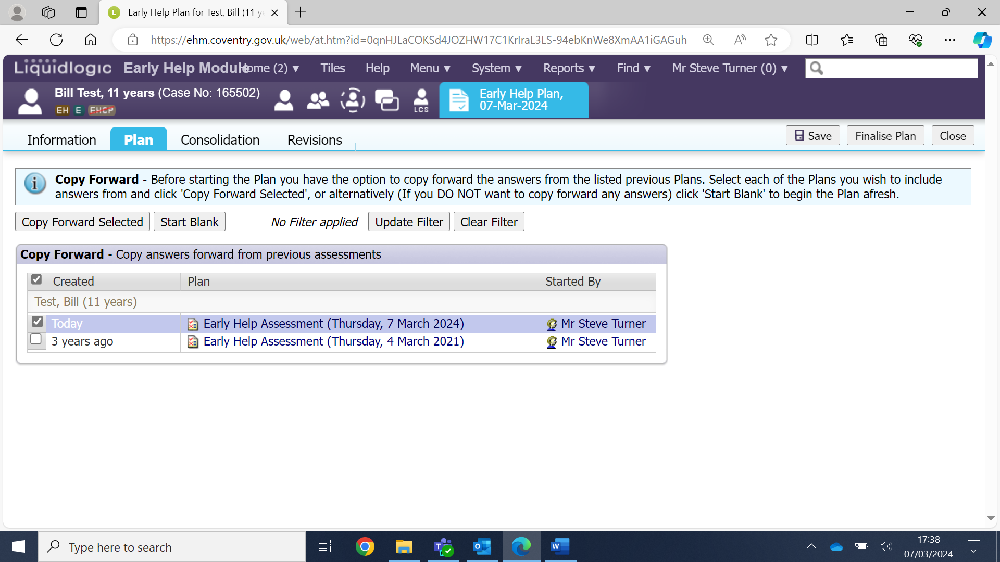 Early Help Plan for Test, Bill (11 y
https://ehm.coventry.gov.uk/web/at.htm?id=0qnHJLaCOKSd4JOZHW17C1KrIraL3LS-94ebKnWe8XmAA1iGAGuh
Liquidlogic Early Help Module ome (2) ▼ Tiles Help Menu ▼ System ▼ Reports ▼ Find ▼ Mr Steve Turner (0) ▼
Bill Test, 11 years (Case No: 165502)
EH E EHCP
LCS
Early Help Plan,
07-Mar-2024
Information Plan Consolidation Revisions
Save Finalise Plan Close
Copy Forward - Before starting the Plan you have the option to copy forward the answers from the listed previous Plans. Select each of the Plans you wish to include
answers from and click 'Copy Forward Selected', or alternatively (If you DO NOT want to copy forward any answers) click 'Start Blank' to begin the Plan afresh.
Copy Forward Selected Start Blank No Filter applied Update Filter Clear Filter
Copy Forward - Copy answers forward from previous assessments
Created Plan Started By
Test, Bill (11 years)
Today Early Help Assessment (Thursday, 7 March 2024) Mr Steve Turner
3 years ago Early Help Assessment (Thursday, 4 March 2021) Mr Steve Turner
Type here to search
17:38
07/03/2024